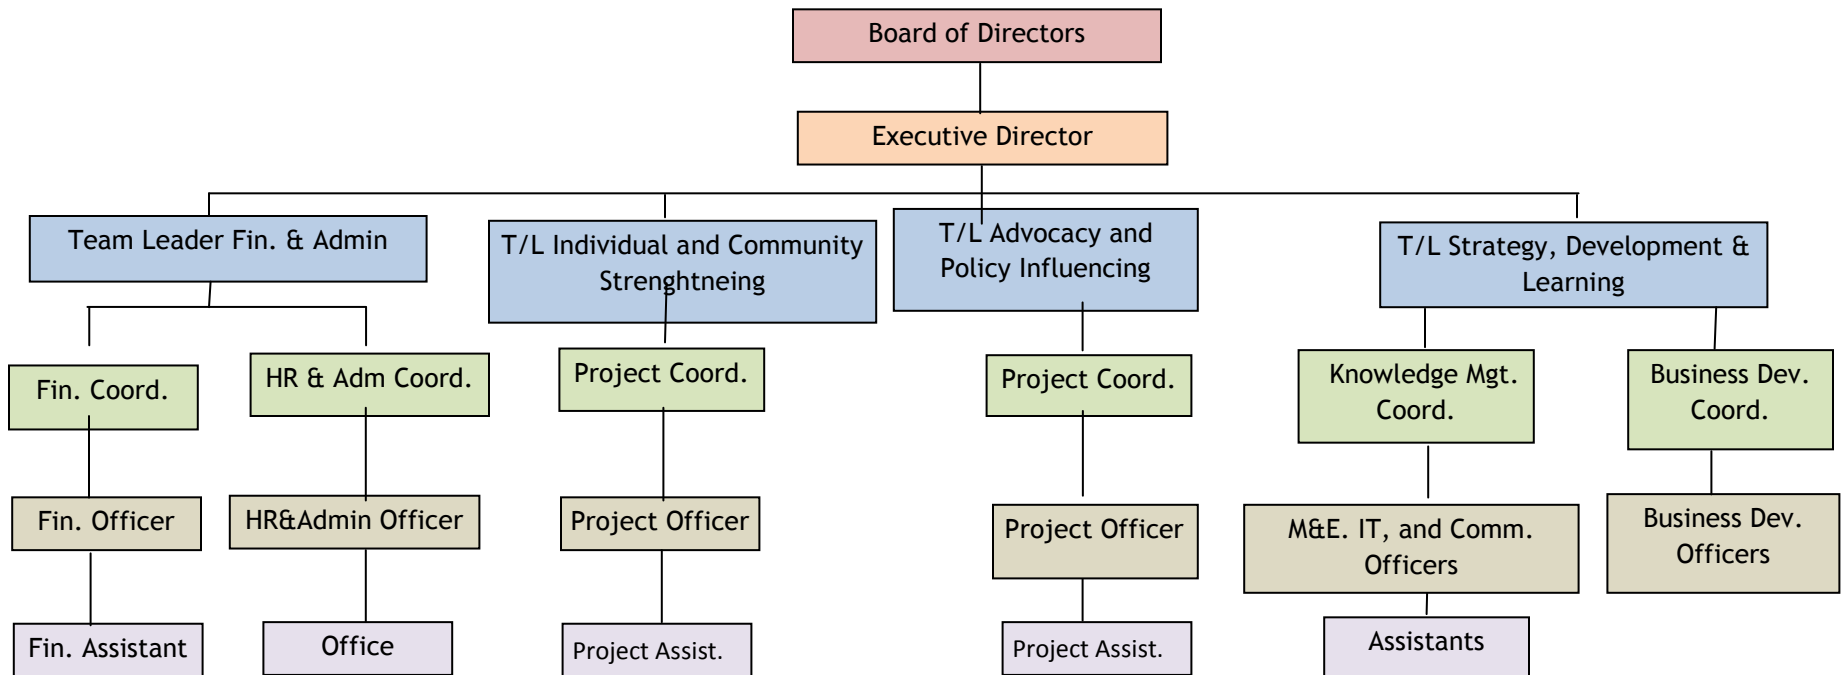 Board of Directors
Executive Director
Team Leader Fin. & Admin
T/L Individual and Community
Strenghtneing
T/L Advocacy and
Policy Influencing
T/L Strategy, Development &
Learning
Fin. Coord.
HR & Adm Coord.
Project Coord.
Project Coord.
Knowledge Mgt.
Coord.
Business Dev.
Coord.
Fin. Officer
HR&Admin Officer
Project Officer
Project Officer
M&E. IT, and Comm.
Officers
Business Dev.
Officers
Fin. Assistant
Office
Project Assist.
Project Assist.
Assistants